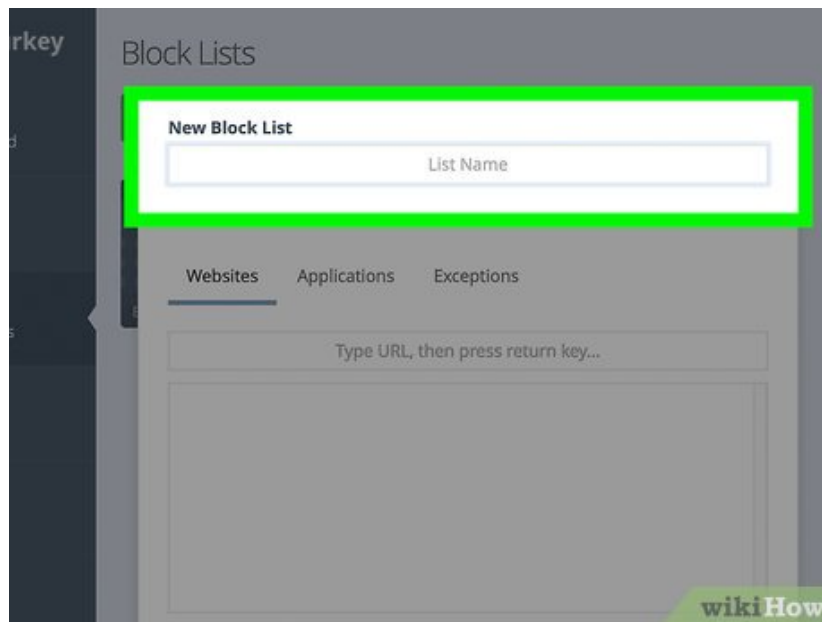 rkey
Block Lists
d
New Block List
List Name
Websites Applications Exceptions
s
E
Type URL, then press return key...
wikiHow